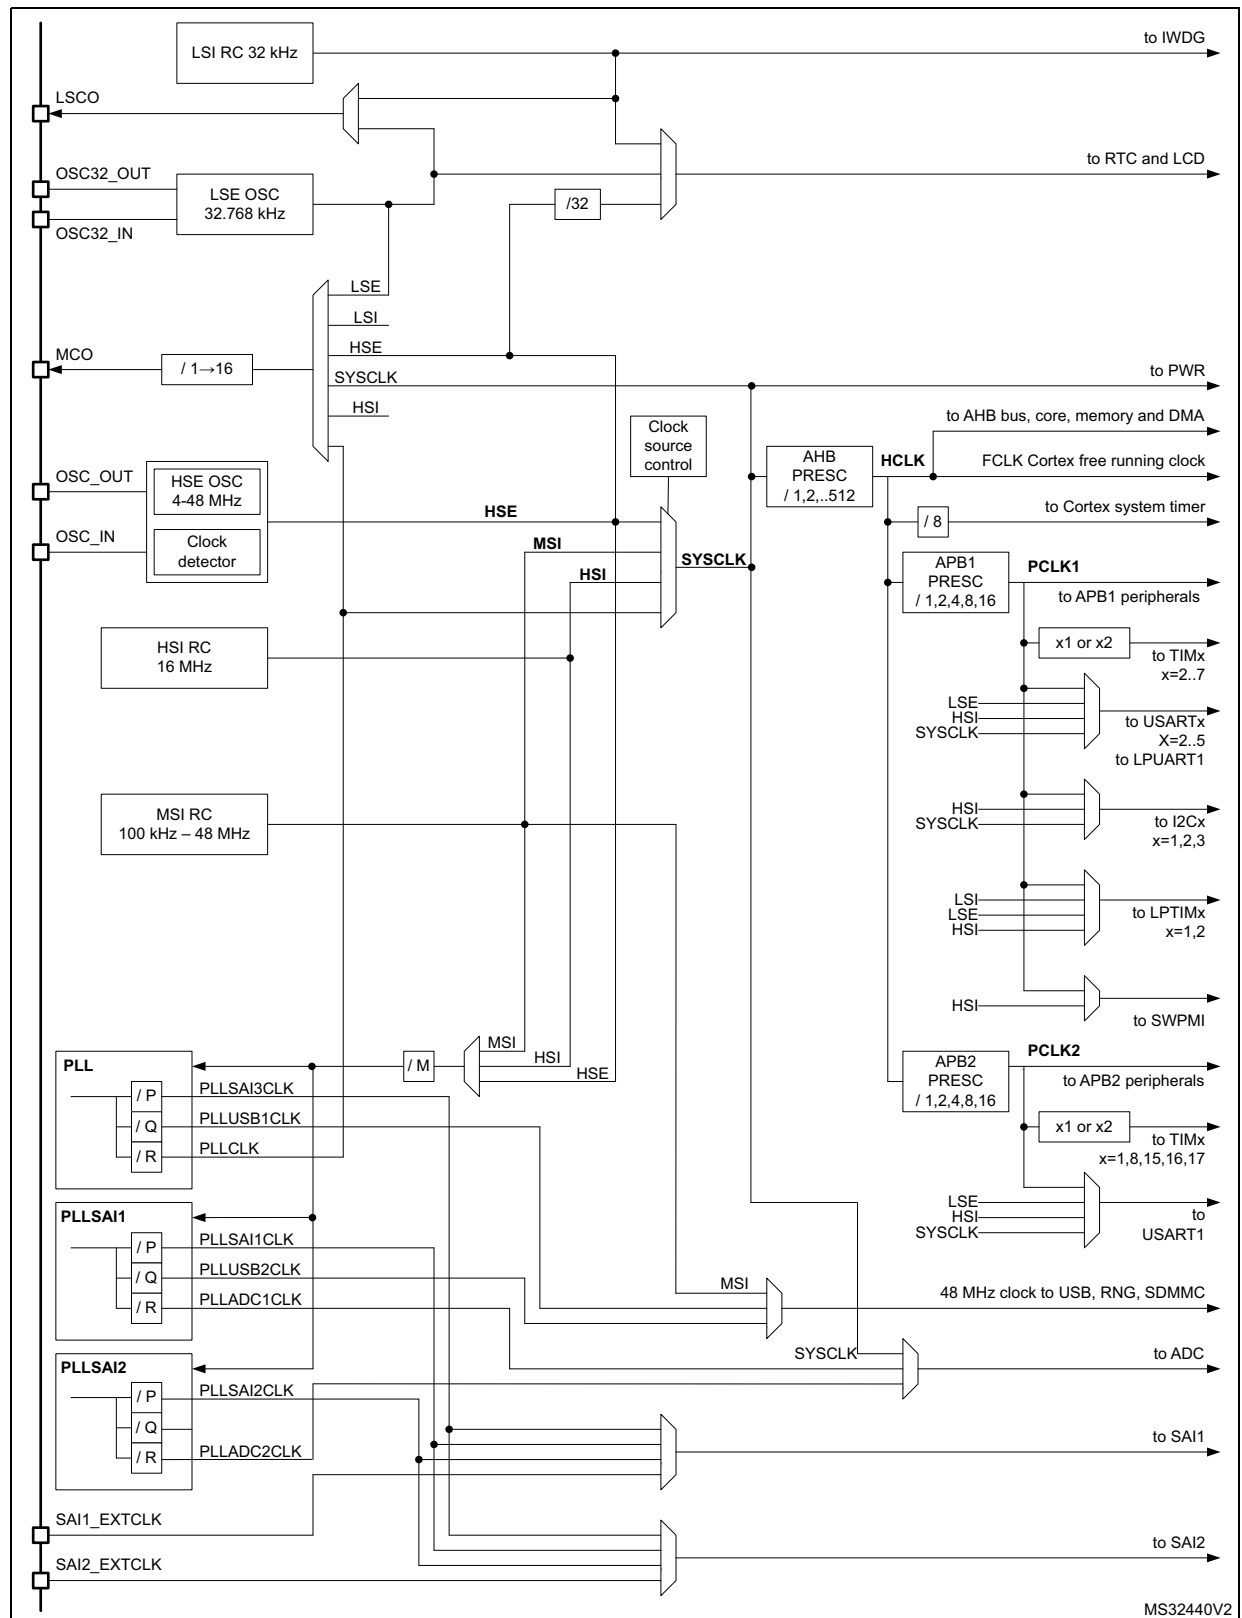 LSI RC 32 kHz
to IWDG
LSCO
to RTC and LCD
OSC32_OUT
LSE OSC
32.768 kHz
/32
OSC32_IN
LSE
LSI
HSE
MCO
/ 1→16
SYSCLK
to PWR
HSI
to AHB bus, core, memory and DMA
Clock
source
control
OSC_OUT
HSE OSC
4-48 MHz
AHB
PRESC
/ 1,2,..512
HCLK
FCLK Cortex free running clock
HSE
to Cortex system timer
/ 8
OSC_IN
Clock
detector
MSI
SYSCLK
HSI
APB1
PRESC
/ 1,2,4,8,16
PCLK1
to APB1 peripherals
HSI RC
16 MHz
x1 or x2
to TIMx
x=2..7
LSE
HSI
SYSCLK
to USARTx
X=2..5
to LPUART1
MSI RC
100 kHz – 48 MHz
HSI
SYSCLK
to I2Cx
x=1,2,3
LSI
LSE
HSI
to LPTIMx
x=1,2
HSI
to SWPMI
MSI
HSI
HSE
/ M
PLL
/ P
PLLSAI3CLK
/ Q
PLLUSB1CLK
/ R
PLLCLK
APB2
PRESC
/ 1,2,4,8,16
PCLK2
to APB2 peripherals
x1 or x2
to TIMx
x=1,8,15,16,17
LSE
HSI
SYSCLK
to
USART1
PLLSAI1
/ P
PLLSAI1CLK
/ Q
PLLUSB2CLK
/ R
PLLADC1CLK
MSI
48 MHz clock to USB, RNG, SDMMC
SYSCLK
to ADC
PLLSAI2
/ P
PLLSAI2CLK
/ Q
/ R
PLLADC2CLK
to SAI1
SAI1_EXTCLK
to SAI2
SAI2_EXTCLK
MS32440V2